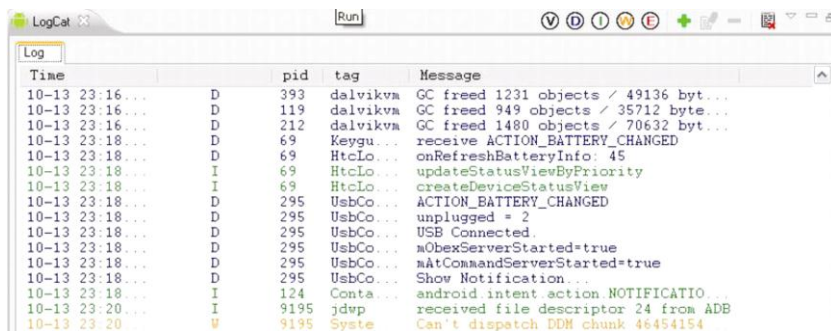 LogCat Run V D I W E
Log
Time pid tag Message
10-13 23:16... D 393 dalvikvm GC freed 1231 objects / 49136 byt...
10-13 23:16... D 119 dalvikvm GC freed 949 objects / 35712 byte...
10-13 23:16... D 212 dalvikvm GC freed 1480 objects / 70632 byt...
10-13 23:18... D 69 Keygu... receive ACTION_BATTERY_CHANGED
10-13 23:18... D 69 HtcLo... onRefreshBatteryInfo: 45
10-13 23:18... I 69 HtcLo... updateStatusViewByPriority
10-13 23:18... I 69 HtcLo... createDeviceStatusView
10-13 23:18... D 295 UsbCo... ACTION_BATTERY_CHANGED
10-13 23:18... D 295 UsbCo... unplugged = 2
10-13 23:18... D 295 UsbCo... USB Connected.
10-13 23:18... D 295 UsbCo... mObexServerStarted=true
10-13 23:18... D 295 UsbCo... mAtCommandServerStarted=true
10-13 23:18... D 295 UsbCo... Show Notification...
10-13 23:18... I 124 Conta... android.intent.action.NOTIFICATIO...
10-13 23:20... I 9195 jdwp received file descriptor 24 from ADB
10-13 23:20... W 9195 Syste... Can't dispatch DDM chunk 46454154...